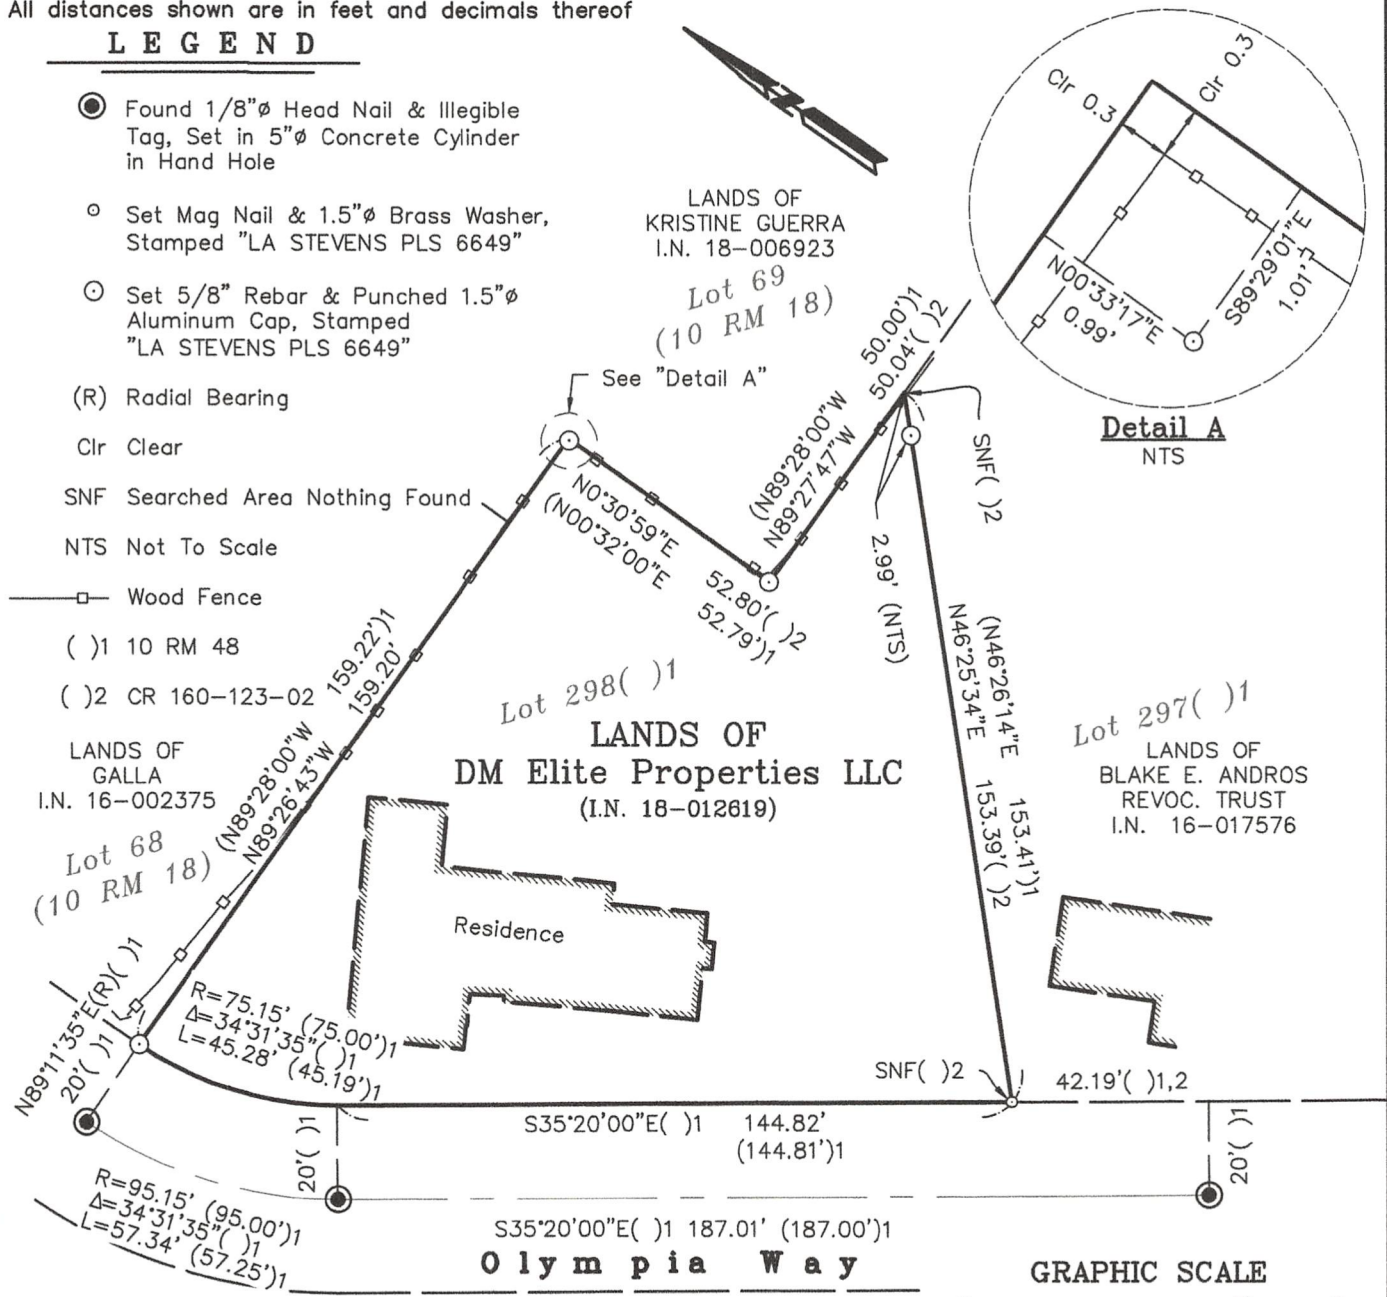 All distances shown are in feet and decimals thereof
LEGEND
Found 1/8"ø Head Nail & Illegible
Tag, Set in 5"ø Concrete Cylinder
in Hand Hole
Set Mag Nail & 1.5"ø Brass Washer,
Stamped "LA STEVENS PLS 6649"
Set 5/8" Rebar & Punched 1.5"ø
Aluminum Cap, Stamped
"LA STEVENS PLS 6649"
(R) Radial Bearing
Clr Clear
SNF Searched Area Nothing Found
NTS Not To Scale
Wood Fence
( )1 10 RM 48
( )2 CR 160-123-02
N
LANDS OF
KRISTINE GUERRA
I.N. 18-006923
Lot 69
(10 RM 18)
See "Detail A"
Clr 0.3
Clr 0.3
N00°33'17"E
0.99'
S89°29'01"E
1.01'
Detail A
NTS
(N89°28'00"W 50.00')1
N89°27'47"W 50.04'( )2
SNF( )2
2.99' (NTS)
N0°30'59"E 52.80'( )2
(N00°32'00"E 52.79')1
(N89°28'00"W 159.22')1
N89°26'43"W 159.20'
(N46°26'14"E 153.41')1
N46°25'34"E 153.39'( )2
Lot 298( )1
LANDS OF
DM Elite Properties LLC
(I.N. 18-012619)
Lot 297( )1
LANDS OF
BLAKE E. ANDROS
REVOC. TRUST
I.N. 16-017576
LANDS OF
GALLA
I.N. 16-002375
Lot 68
(10 RM 18)
Residence
N89°11'35"E(R)( )1
20'( )1
R=75.15' (75.00')1
Δ=34°31'35"( )1
L=45.28' (45.19')1
SNF( )2
42.19'( )1,2
S35°20'00"E( )1 144.82'
(144.81')1
20'( )1
20'( )1
R=95.15' (95.00')1
Δ=34°31'35"( )1
L=57.34' (57.25')1
S35°20'00"E( )1 187.01' (187.00')1
Olympia Way
GRAPHIC SCALE